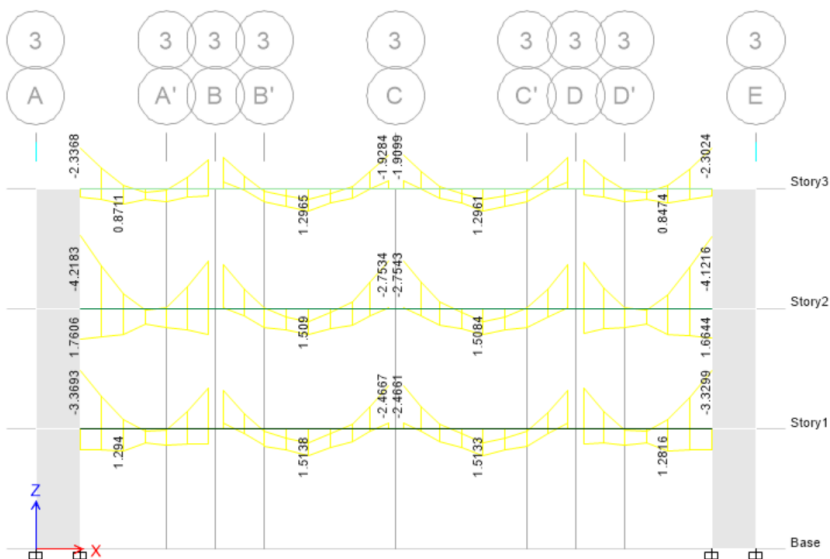 3 3 3 3 3 3 3 3 3
A A' B B' C C' D D' E
-2.3368 -1.9284 -1.9099 -2.3024
Story3
0.8711 1.2965 1.2961 0.8474
-4.2183 -2.7534 -2.7543 -4.1216
Story2
1.7606 1.509 1.5084 1.6644
-3.3693 -2.4667 -2.4661 -3.3299
Story1
1.294 1.5138 1.5133 1.2816
Z
X
Base